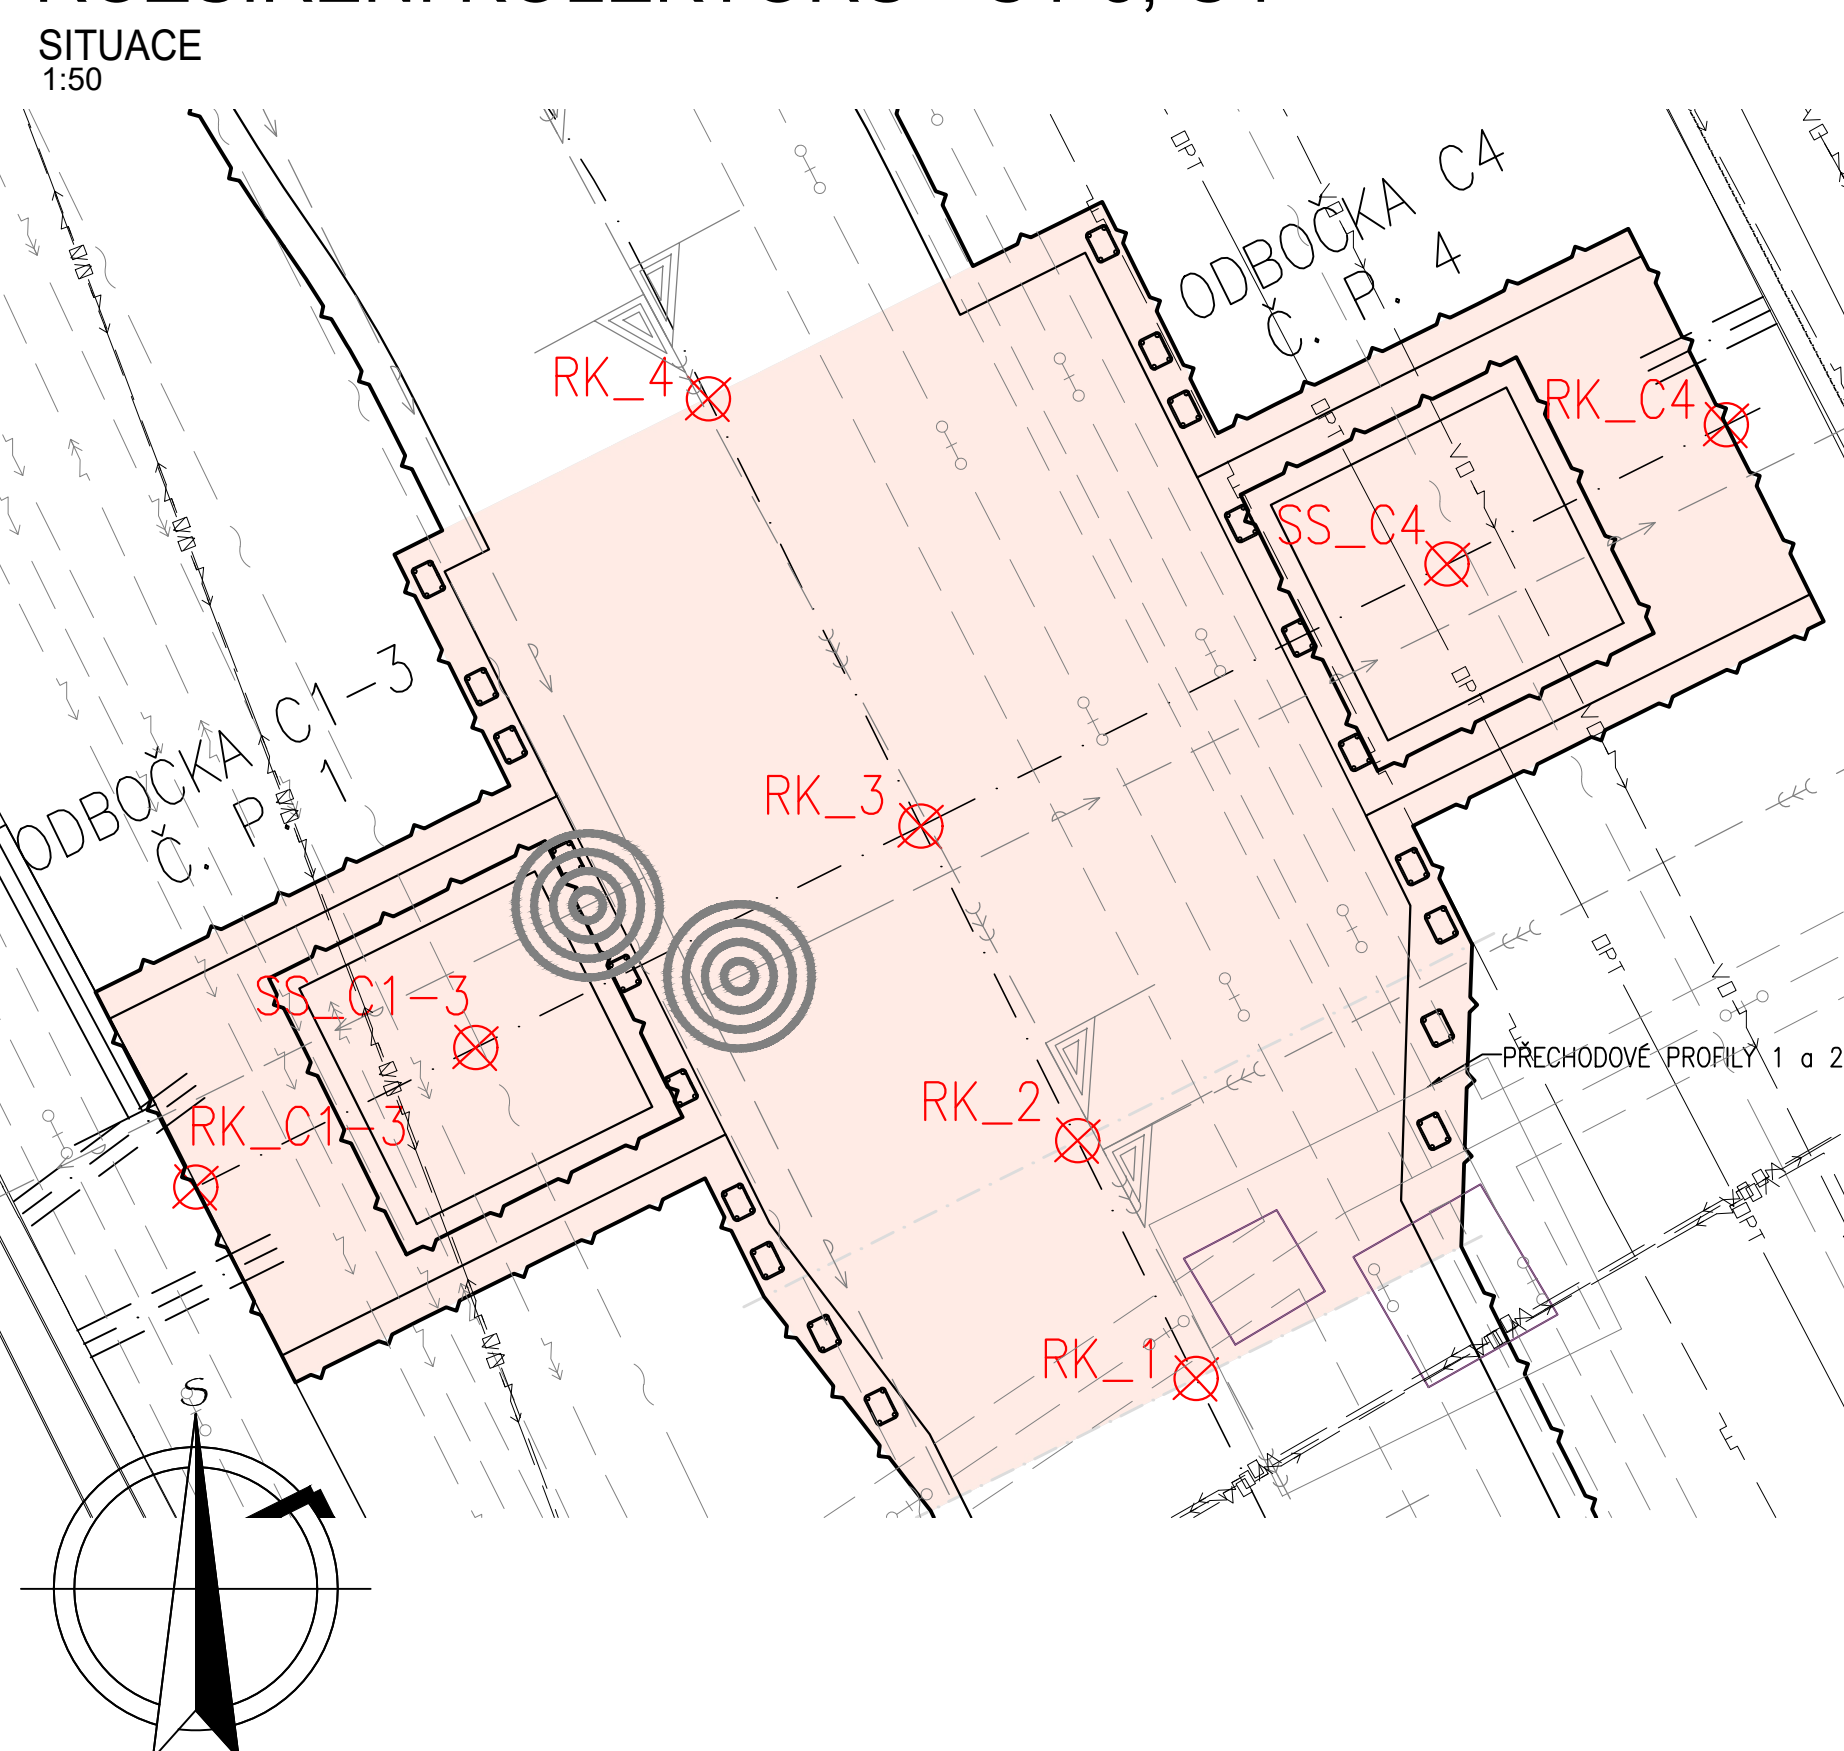 SITUACE
1:50
ODBOČKA C4
Č. P. 4
RK_4
RK_C4
SS_C4
ODBOČKA C1-3
Č. P. 1
RK_3
SS_C1-3
RK_C1-3
RK_2
PŘECHODOVÉ PROFILY 1 a 2
RK_1
S